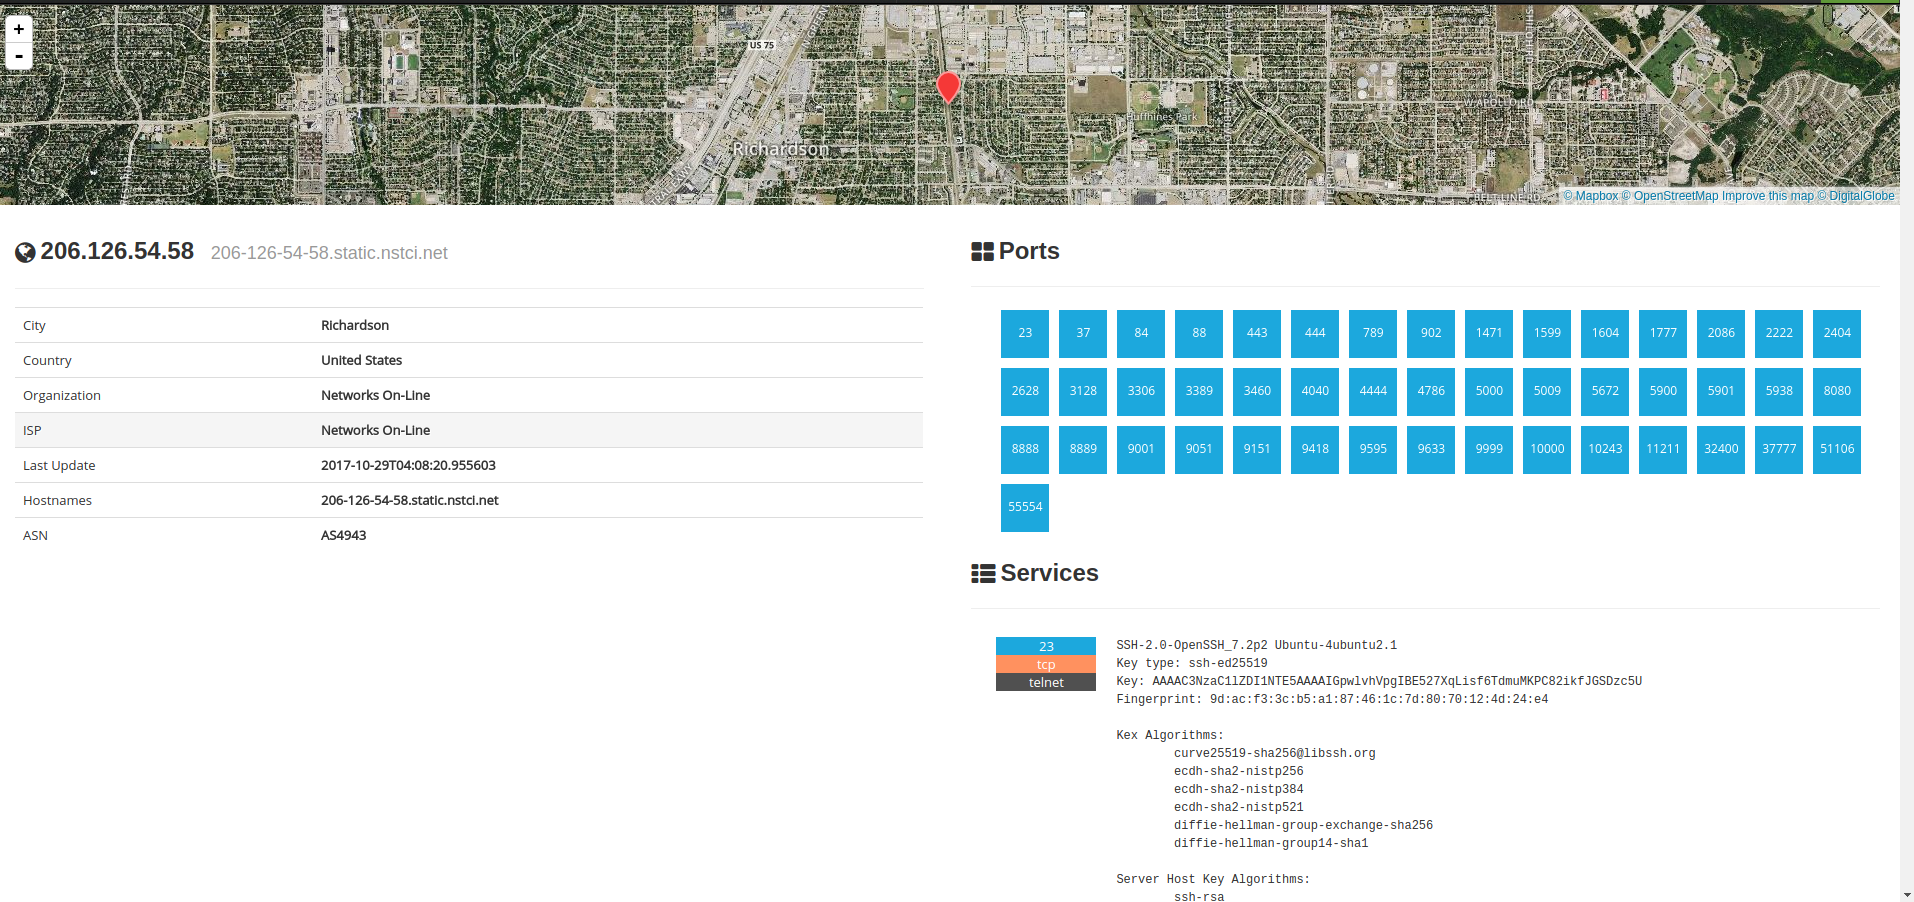 +
-
US 75
Richardson
Huffhines Park
W APOLLO RD
BELT LINE RD
© Mapbox © OpenStreetMap Improve this map © DigitalGlobe
206.126.54.58 206-126-54-58.static.nstci.net
City Richardson
Country United States
Organization Networks On-Line
ISP Networks On-Line
Last Update 2017-10-29T04:08:20.955603
Hostnames 206-126-54-58.static.nstci.net
ASN AS4943
Ports
23 37 84 88 443 444 789 902 1471 1599 1604 1777 2086 2222 2404
2628 3128 3306 3389 3460 4040 4444 4786 5000 5009 5672 5900 5901 5938 8080
8888 8889 9001 9051 9151 9418 9595 9633 9999 10000 10243 11211 32400 37777 51106
55554
Services
23
tcp
telnet
SSH-2.0-OpenSSH_7.2p2 Ubuntu-4ubuntu2.1
Key type: ssh-ed25519
Key: AAAAC3NzaC1lZDI1NTE5AAAAIGpwlvhVpgIBE527XqLisf6TdmuMKPC82ikfJGSDzc5U
Fingerprint: 9d:ac:f3:3c:b5:a1:87:46:1c:7d:80:70:12:4d:24:e4
Kex Algorithms:
curve25519-sha256@libssh.org
ecdh-sha2-nistp256
ecdh-sha2-nistp384
ecdh-sha2-nistp521
diffie-hellman-group-exchange-sha256
diffie-hellman-group14-sha1
Server Host Key Algorithms:
ssh-rsa